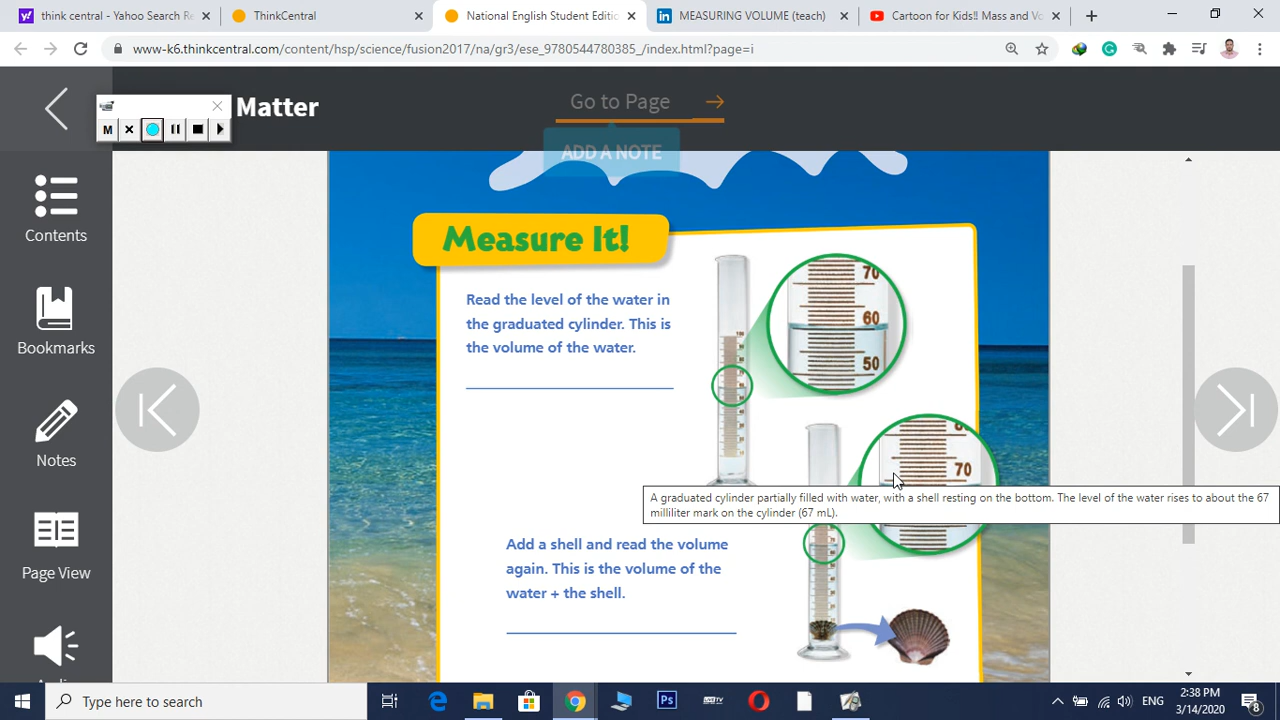 think central - Yahoo Search Re
ThinkCentral
National English Student Editio
MEASURING VOLUME (teach)
Cartoon for Kids!! Mass and Vo
www-k6.thinkcentral.com/content/hsp/science/fusion2017/na/gr3/ese_9780544780385_/index.html?page=i
M
Matter
Go to Page
ADD A NOTE
Contents
Bookmarks
Notes
Page View
Measure It!
Read the level of the water in
the graduated cylinder. This is
the volume of the water.
70
60
50
70
A graduated cylinder partially filled with water, with a shell resting on the bottom. The level of the water rises to about the 67
milliliter mark on the cylinder (67 mL).
Add a shell and read the volume
again. This is the volume of the
water + the shell.
Type here to search
Ps
ENG
2:38 PM
3/14/2020
8